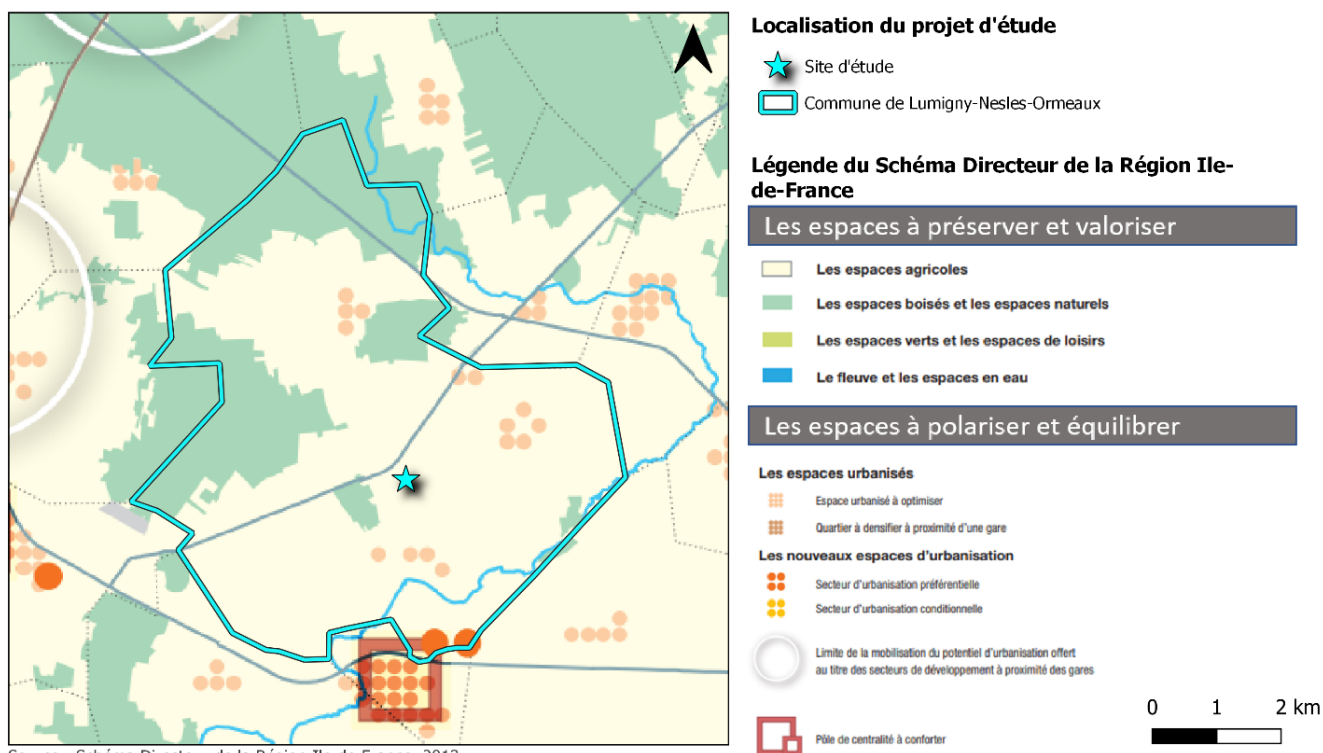 Localisation du projet d'étude
Site d'étude
Commune de Lumigny-Nesles-Ormeaux
Légende du Schéma Directeur de la Région Ile-
de-France
Les espaces à préserver et valoriser
Les espaces agricoles
Les espaces boisés et les espaces naturels
Les espaces verts et les espaces de loisirs
Le fleuve et les espaces en eau
Les espaces à polariser et équilibrer
Les espaces urbanisés
Espace urbanisé à optimiser
Quartier à densifier à proximité d'une gare
Les nouveaux espaces d'urbanisation
Secteur d'urbanisation préférentielle
Secteur d'urbanisation conditionnelle
Limite de la mobilisation du potentiel d'urbanisation offert
au titre des secteurs de développement à proximité des gares
Pôle de centralité à conforter
0 1 2 km